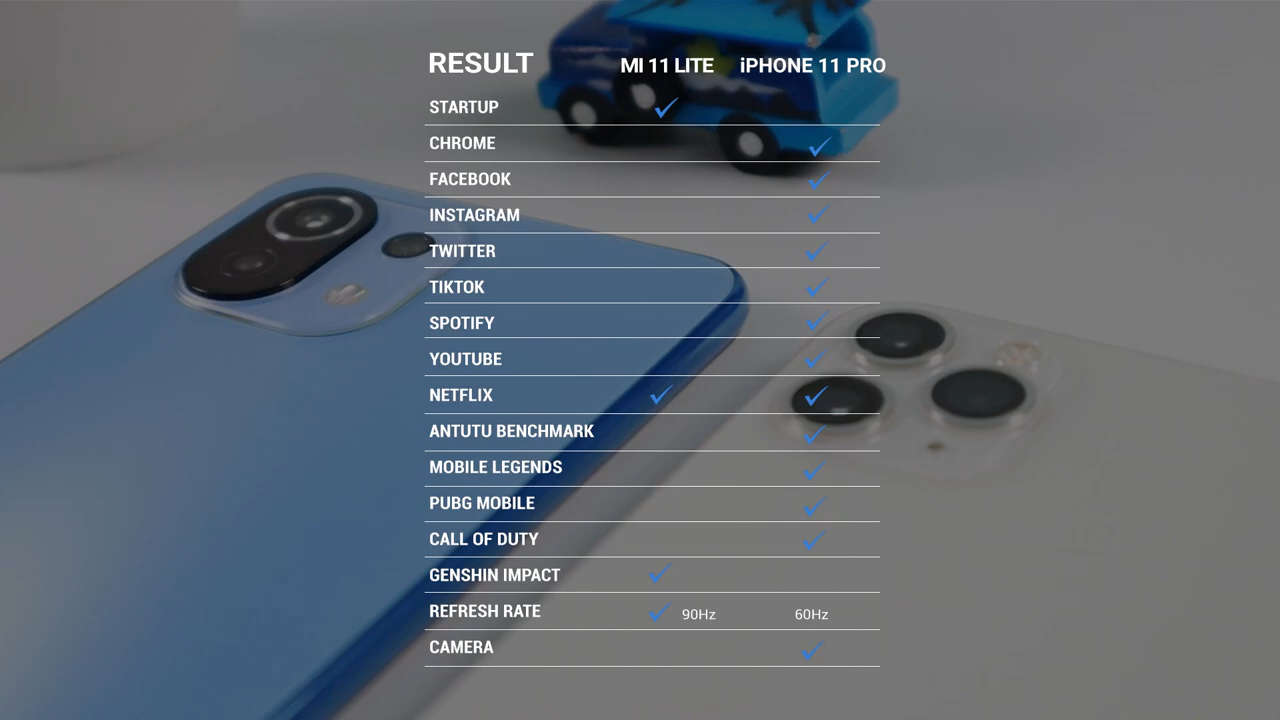 RESULT MI 11 LITE iPHONE 11 PRO
STARTUP
CHROME
FACEBOOK
INSTAGRAM
TWITTER
TIKTOK
SPOTIFY
YOUTUBE
NETFLIX
ANTUTU BENCHMARK
MOBILE LEGENDS
PUBG MOBILE
CALL OF DUTY
GENSHIN IMPACT
REFRESH RATE 90Hz 60Hz
CAMERA